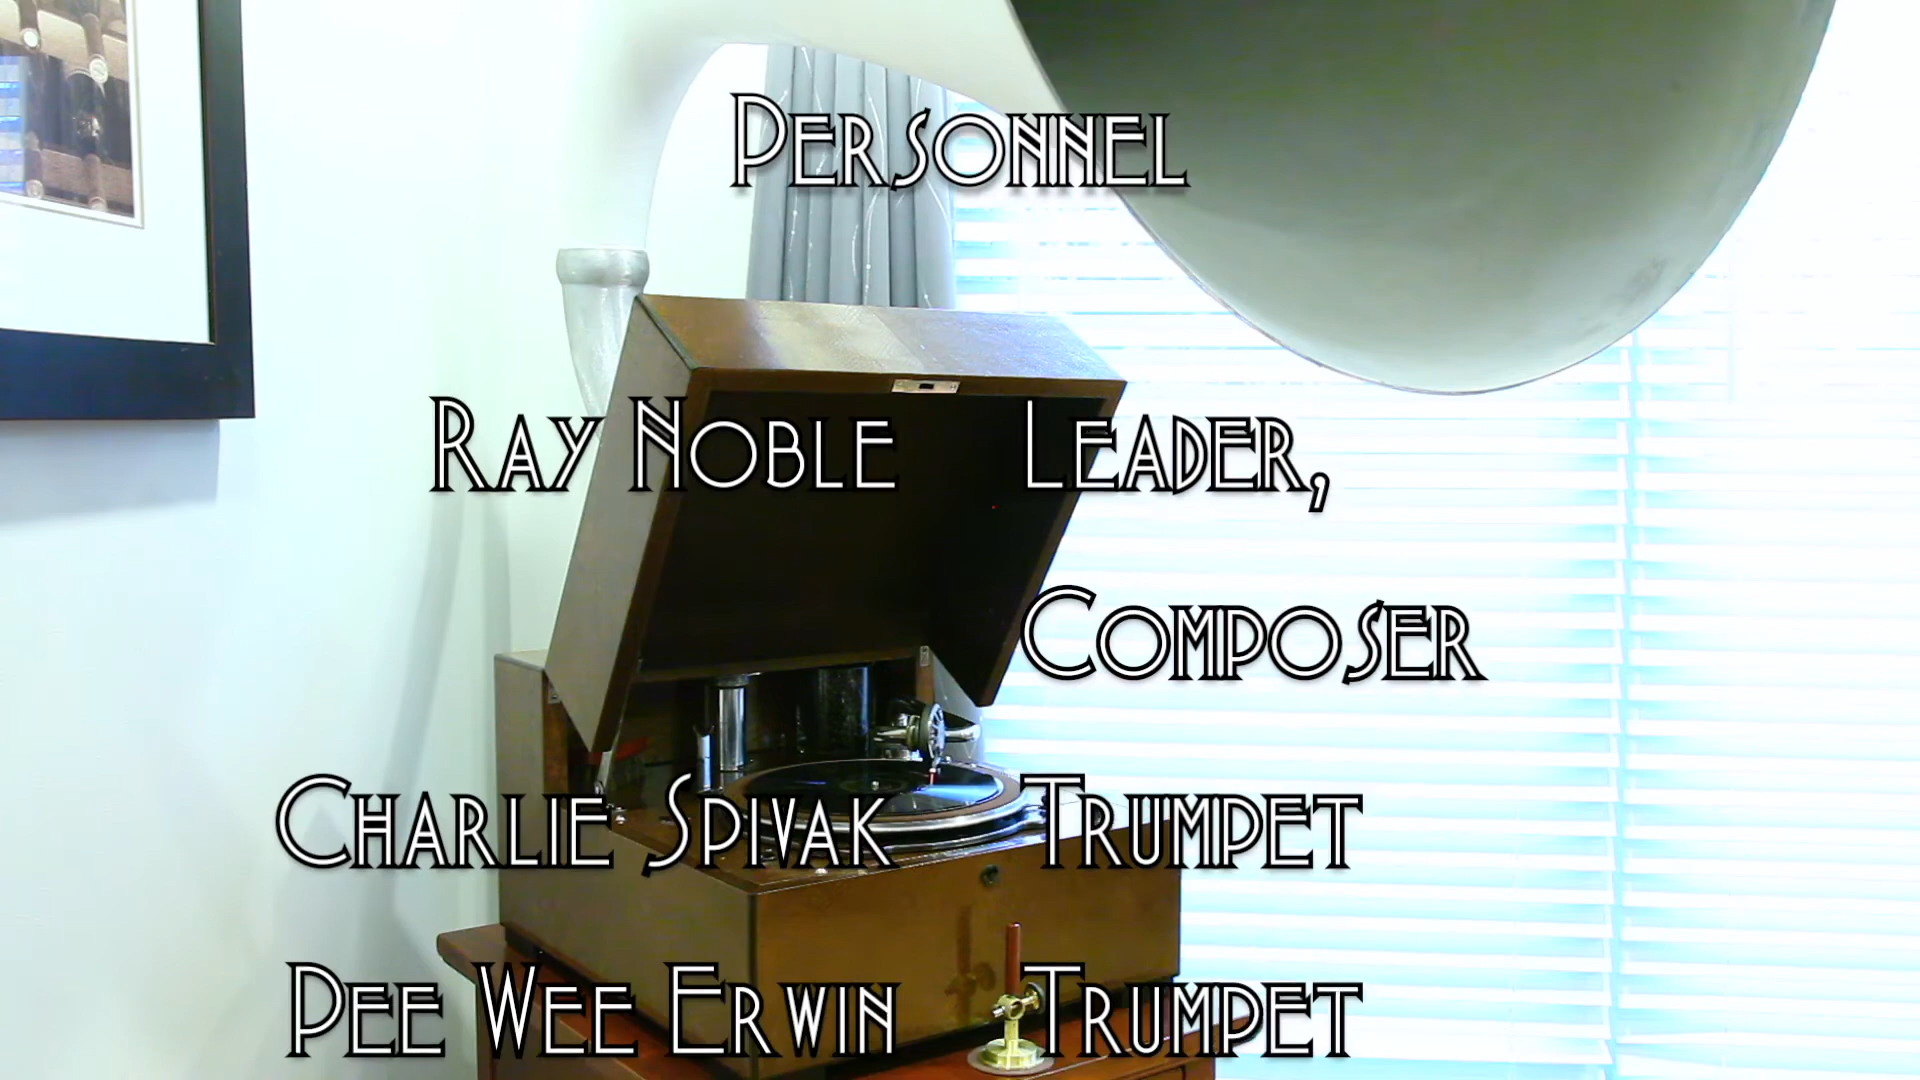 Personnel
Ray Noble Leader,
Composer
Charlie Spivak Trumpet
Pee Wee Erwin Trumpet